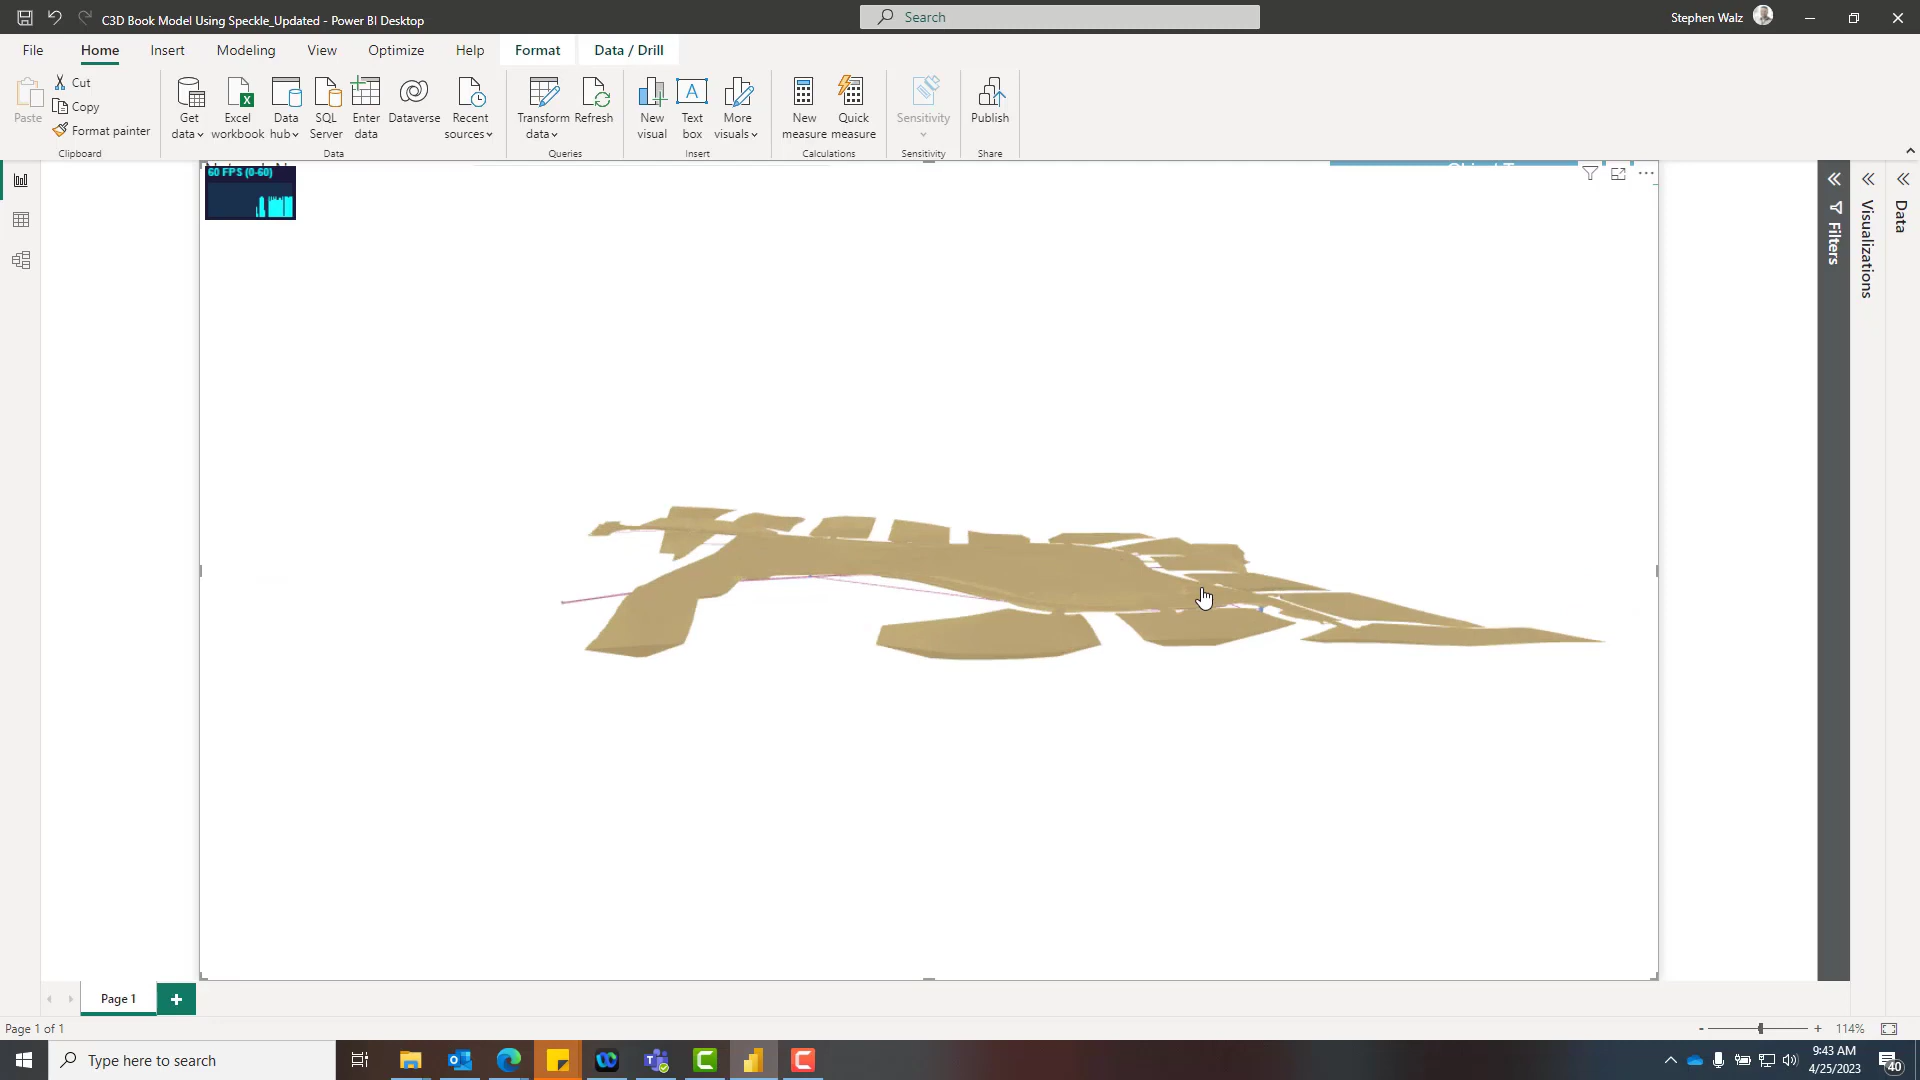 C3D Book Model Using Speckle_Updated - Power BI Desktop
Search
Stephen Walz
File
Home
Insert
Modeling
View
Optimize
Help
Format
Data / Drill
Paste
Cut
Copy
Format painter
Clipboard
Get data
Excel workbook
Data hub
SQL Server
Enter data
Dataverse
Recent sources
Data
Transform data
Refresh
Queries
New visual
Text box
More visuals
Insert
New measure
Quick measure
Calculations
Sensitivity
Sensitivity
Publish
Share
60 FPS (0-60)
Filters
Visualizations
Data
Page 1
Page 1 of 1
114%
Type here to search
9:43 AM
4/25/2023
40